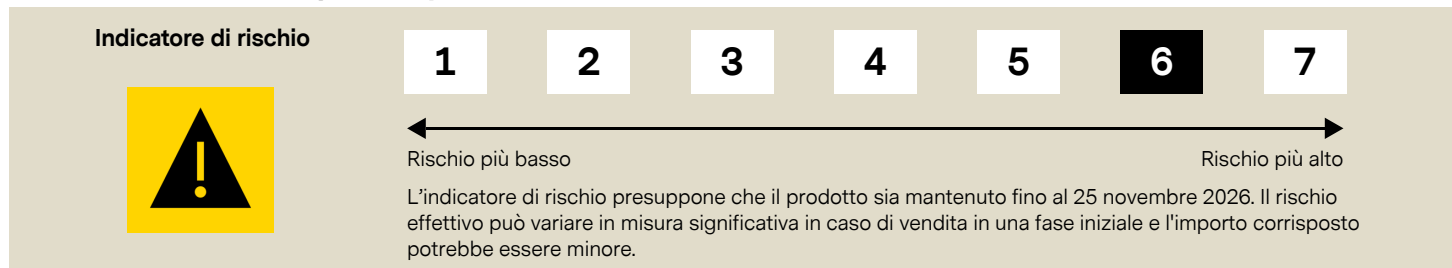 Indicatore di rischio
1 2 3 4 5 6 7
Rischio più basso Rischio più alto
L'indicatore di rischio presuppone che il prodotto sia mantenuto fino al 25 novembre 2026. Il rischio
effettivo può variare in misura significativa in caso di vendita in una fase iniziale e l'importo corrisposto
potrebbe essere minore.